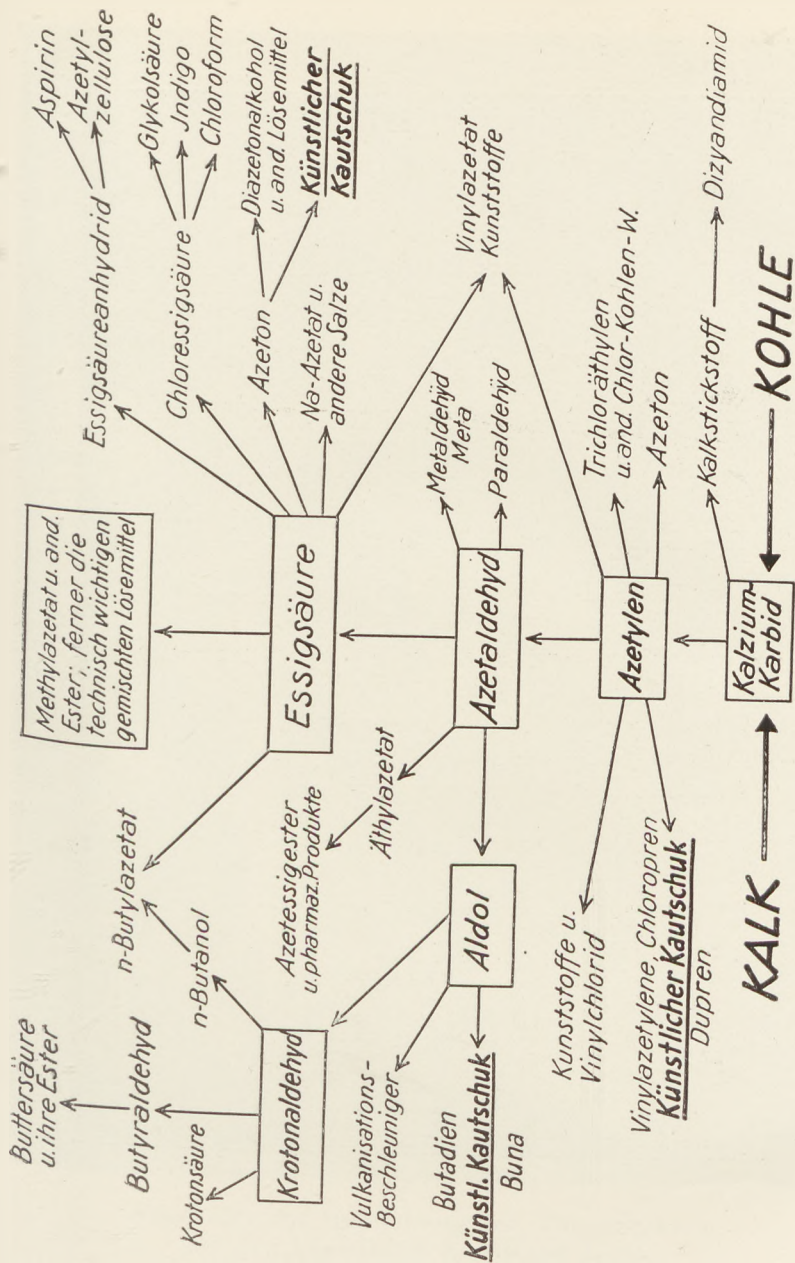 Buttersäure
u. ihre Ester
Butyraldehyd
Krotonsäure
Krotonaldehyd
n-Butylazetat
n-Butanol
Methylazetat u. and.
Ester; ferner die
technisch wichtigen
gemischten Lösemittel
Essigsäure
Essigsäureanhydrid
Aspirin
Azetyl-
zellulose
Chloressigsäure
Glykolsäure
Jndigo
Chloroform
Azeton
Diazetonalkohol
u. and. Lösemittel
Künstlicher
Kautschuk
Na-Azetat u.
andere Salze
Vulkanisations-
Beschleuniger
Butadien
Künstl. Kautschuk
Buna
Aldol
Azetessigester
u. pharmaz. Produkte
Äthylazetat
Azetaldehyd
Metaldehyd
Meta
Paraldehyd
Vinylazetat
Kunststoffe
Kunststoffe u.
Vinylchlorid
Vinylazetylene, Chloropren
Künstlicher Kautschuk
Dupren
Azetylen
Trichloräthylen
u. and. Chlor-Kohlen-W.
Azeton
Kalkstickstoff
Dizyandiamid
KALK
Kalzium-
Karbid
KOHLE